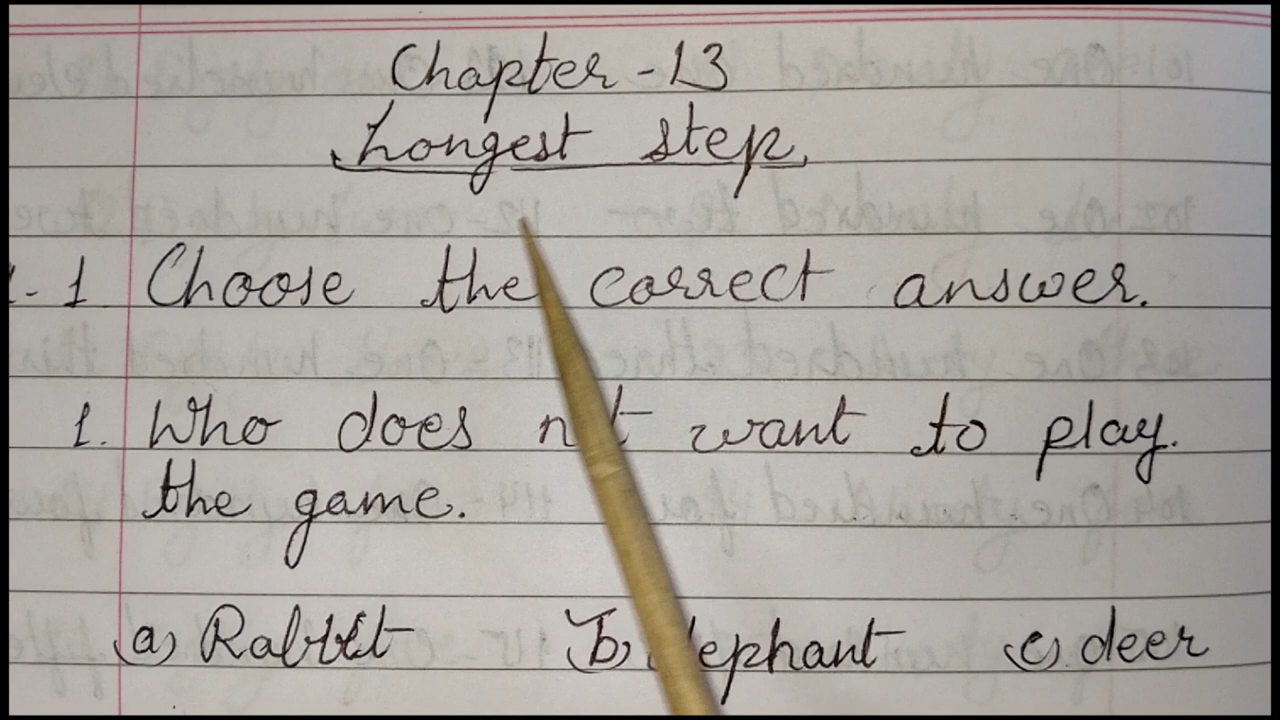 Chapter - 13
Longest step
1 Choose the correct answer.
1. Who does want to play.
the game.
a) Rabbit b) c) deer